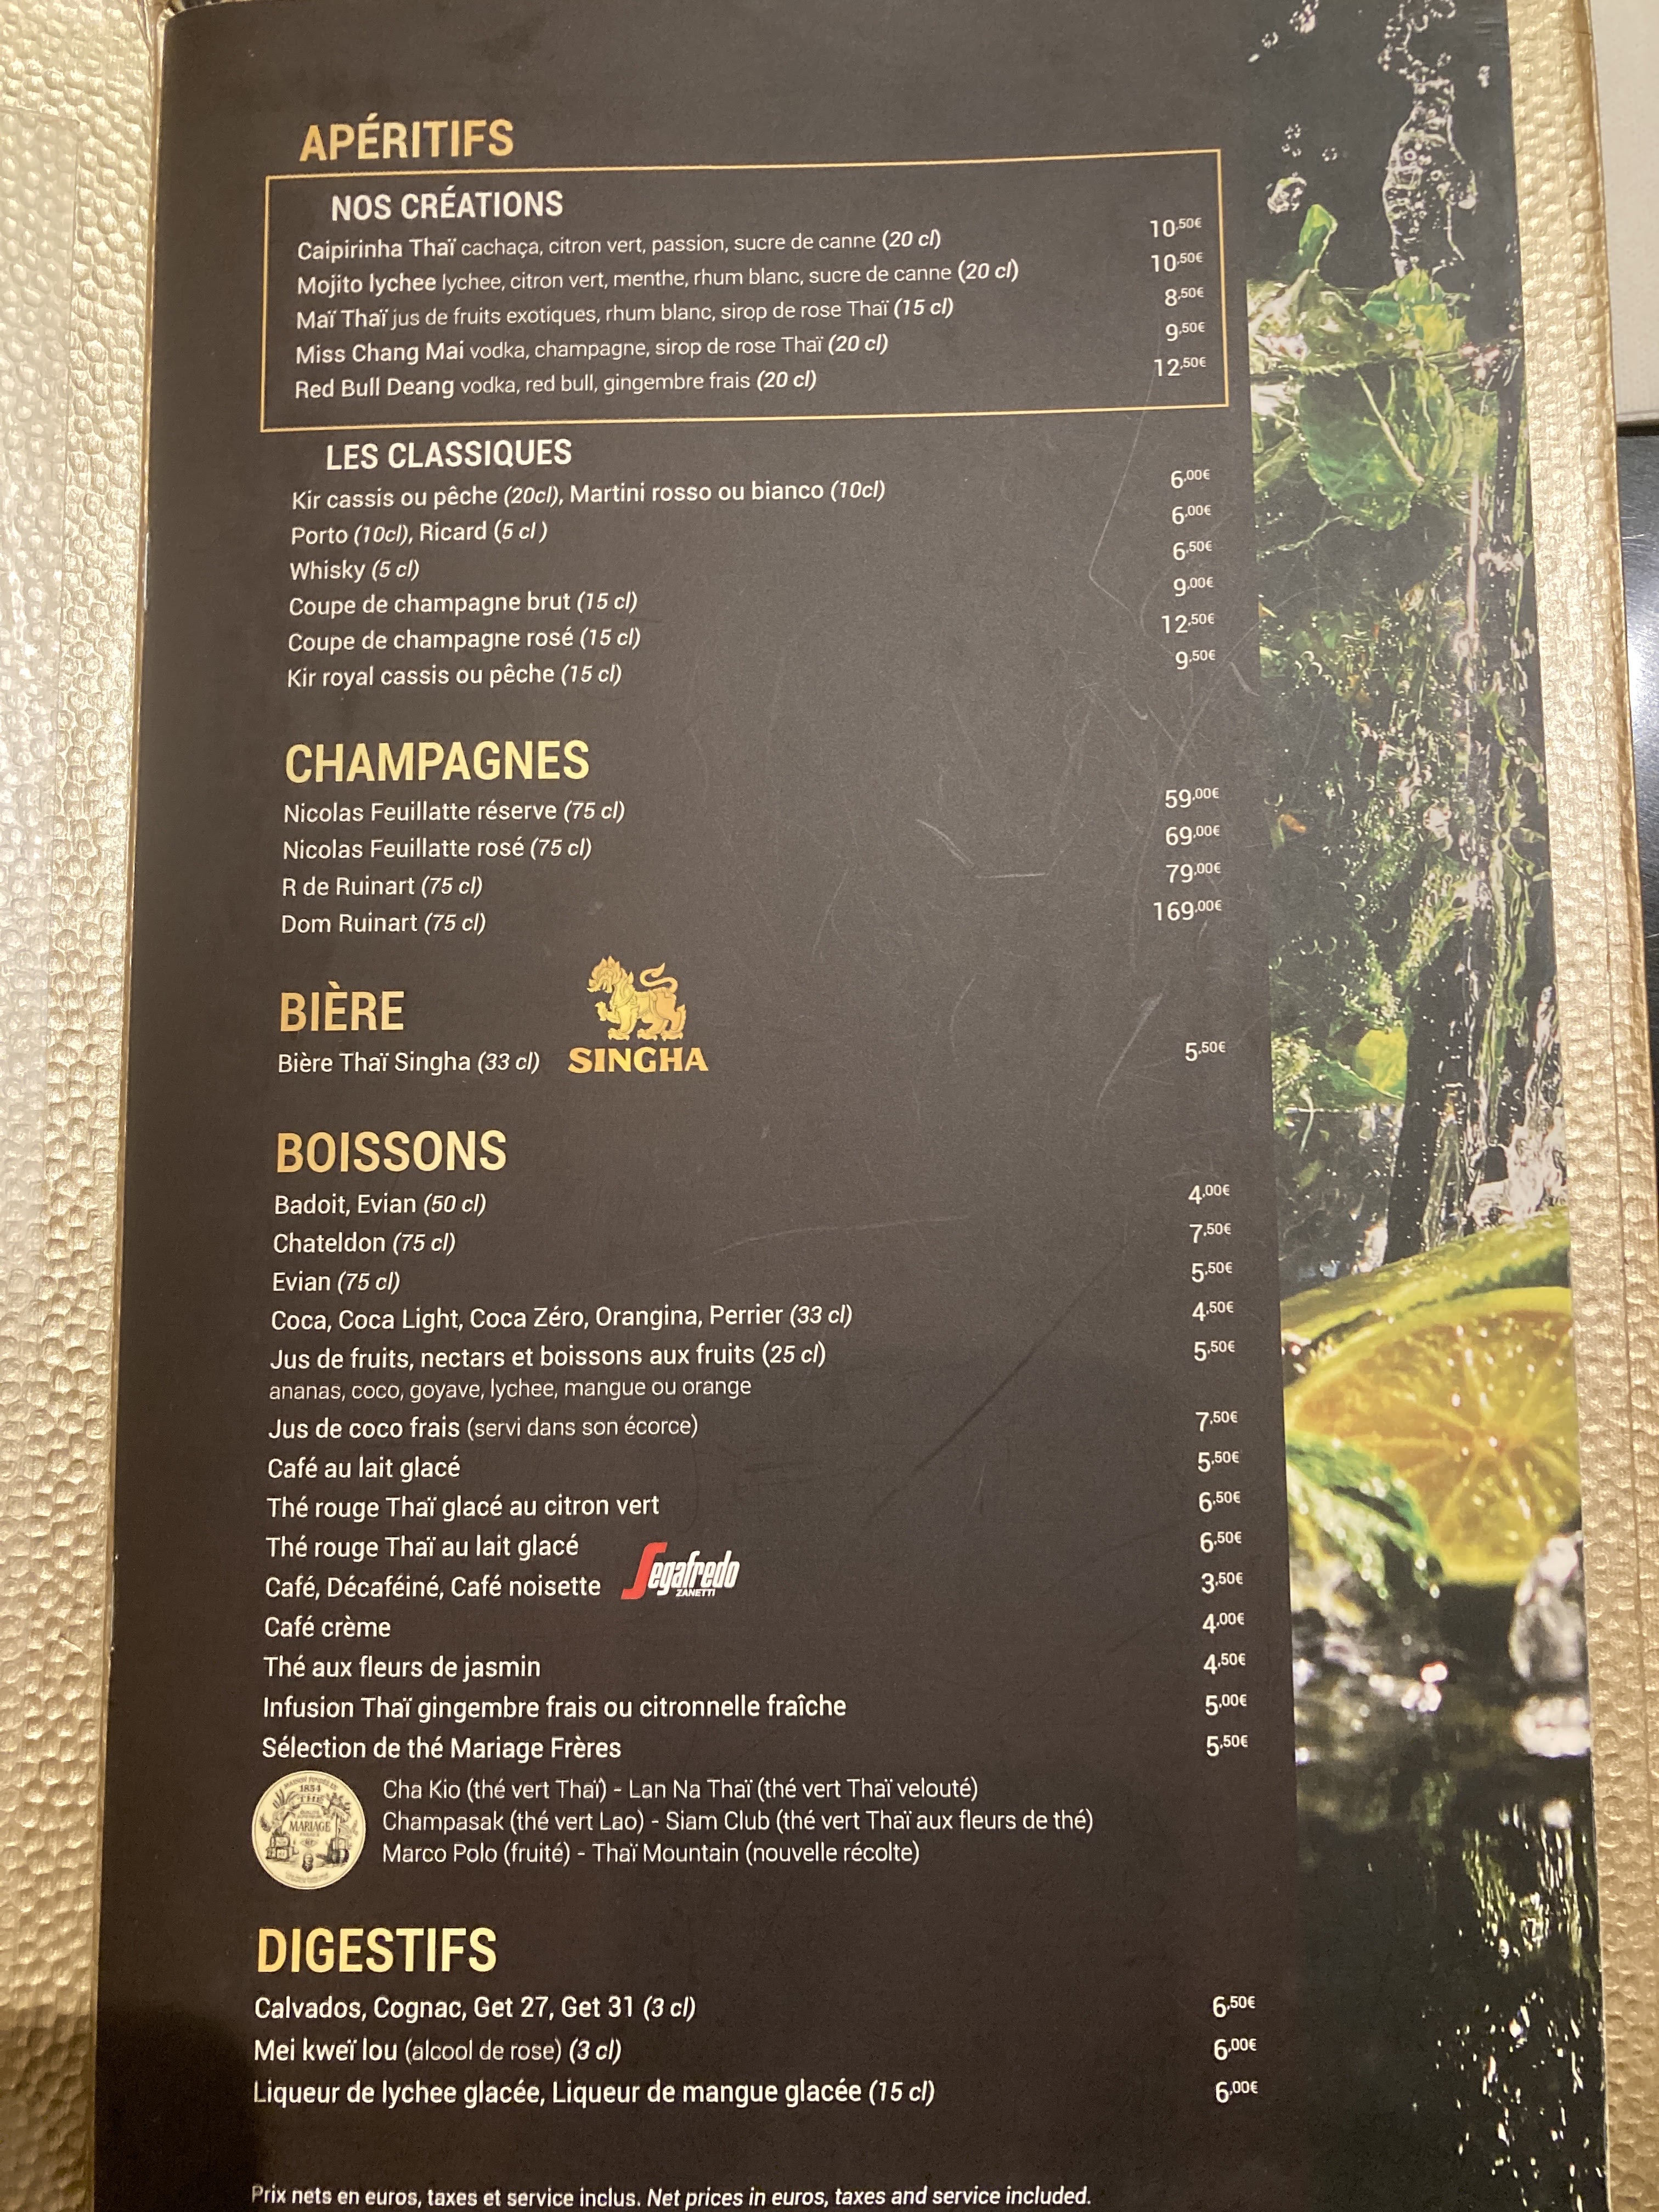 APÉRITIFS
NOS CRÉATIONS
Caipirinha Thaï cachaça, citron vert, passion, sucre de canne (20 cl) 10,50€
Mojito lychee lychee, citron vert, menthe, rhum blanc, sucre de canne (20 cl) 10,50€
Maï Thaï jus de fruits exotiques, rhum blanc, sirop de rose Thaï (15 cl) 8,50€
Miss Chang Mai vodka, champagne, sirop de rose Thaï (20 cl) 9,50€
Red Bull Deang vodka, red bull, gingembre frais (20 cl) 12,50€
LES CLASSIQUES
Kir cassis ou pêche (20cl), Martini rosso ou bianco (10cl) 6,00€
Porto (10cl), Ricard (5 cl ) 6,00€
Whisky (5 cl) 6,50€
Coupe de champagne brut (15 cl) 9,00€
Coupe de champagne rosé (15 cl) 12,50€
Kir royal cassis ou pêche (15 cl) 9,50€
CHAMPAGNES
Nicolas Feuillatte réserve (75 cl) 59,00€
Nicolas Feuillatte rosé (75 cl) 69,00€
R de Ruinart (75 cl) 79,00€
Dom Ruinart (75 cl) 169,00€
BIÈRE
Bière Thaï Singha (33 cl) SINGHA 5,50€
BOISSONS
Badoit, Evian (50 cl) 4,00€
Chateldon (75 cl) 7,50€
Evian (75 cl) 5,50€
Coca, Coca Light, Coca Zéro, Orangina, Perrier (33 cl) 4,50€
Jus de fruits, nectars et boissons aux fruits (25 cl) 5,50€
ananas, coco, goyave, lychee, mangue ou orange
Jus de coco frais (servi dans son écorce) 7,50€
Café au lait glacé 5,50€
Thé rouge Thaï glacé au citron vert 6,50€
Thé rouge Thaï au lait glacé 6,50€
Café, Décaféiné, Café noisette Segafredo ZANETTI 3,50€
Café crème 4,00€
Thé aux fleurs de jasmin 4,50€
Infusion Thaï gingembre frais ou citronnelle fraîche 5,00€
Sélection de thé Mariage Frères 5,50€
1854
THÉ
MARIAGE
Cha Kio (thé vert Thaï) - Lan Na Thaï (thé vert Thaï velouté)
Champasak (thé vert Lao) - Siam Club (thé vert Thaï aux fleurs de thé)
Marco Polo (fruité) - Thaï Mountain (nouvelle récolte)
DIGESTIFS
Calvados, Cognac, Get 27, Get 31 (3 cl) 6,50€
Mei kweï lou (alcool de rose) (3 cl) 6,00€
Liqueur de lychee glacée, Liqueur de mangue glacée (15 cl) 6,00€
Prix nets en euros, taxes et service inclus. Net prices in euros, taxes and service included.